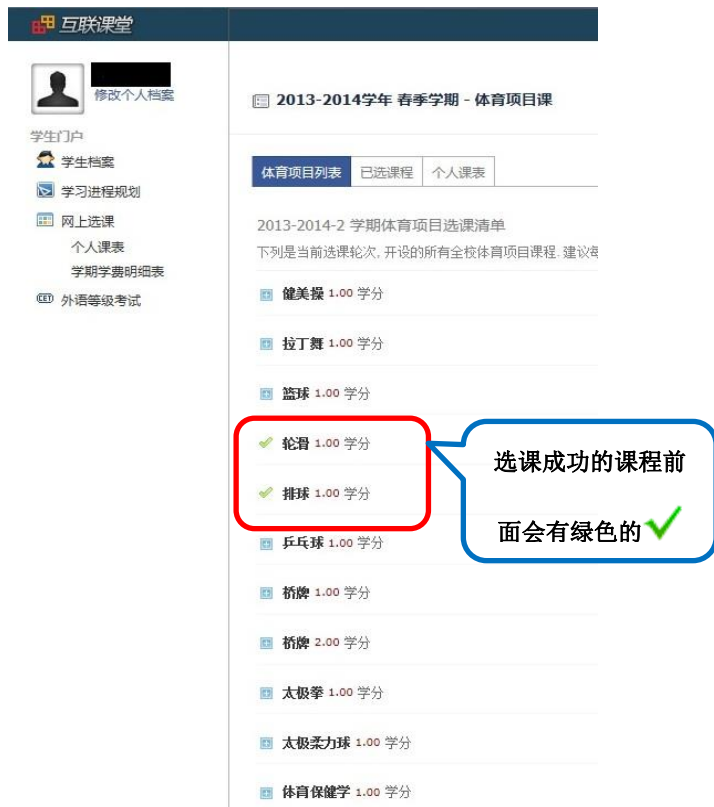 互联课堂
修改个人档案
学生门户
学生档案
学习进程规划
网上选课
个人课表
学期学费明细表
CET 外语等级考试
2013-2014学年 春季学期 - 体育项目课
体育项目列表 已选课程 个人课表
2013-2014-2 学期体育项目选课清单
下列是当前选课轮次, 开设的所有全校体育项目课程. 建议每
健美操 1.00 学分
拉丁舞 1.00 学分
篮球 1.00 学分
轮滑 1.00 学分
排球 1.00 学分
选课成功的课程前
面会有绿色的
乒乓球 1.00 学分
桥牌 1.00 学分
桥牌 2.00 学分
太极拳 1.00 学分
太极柔力球 1.00 学分
体育保健学 1.00 学分